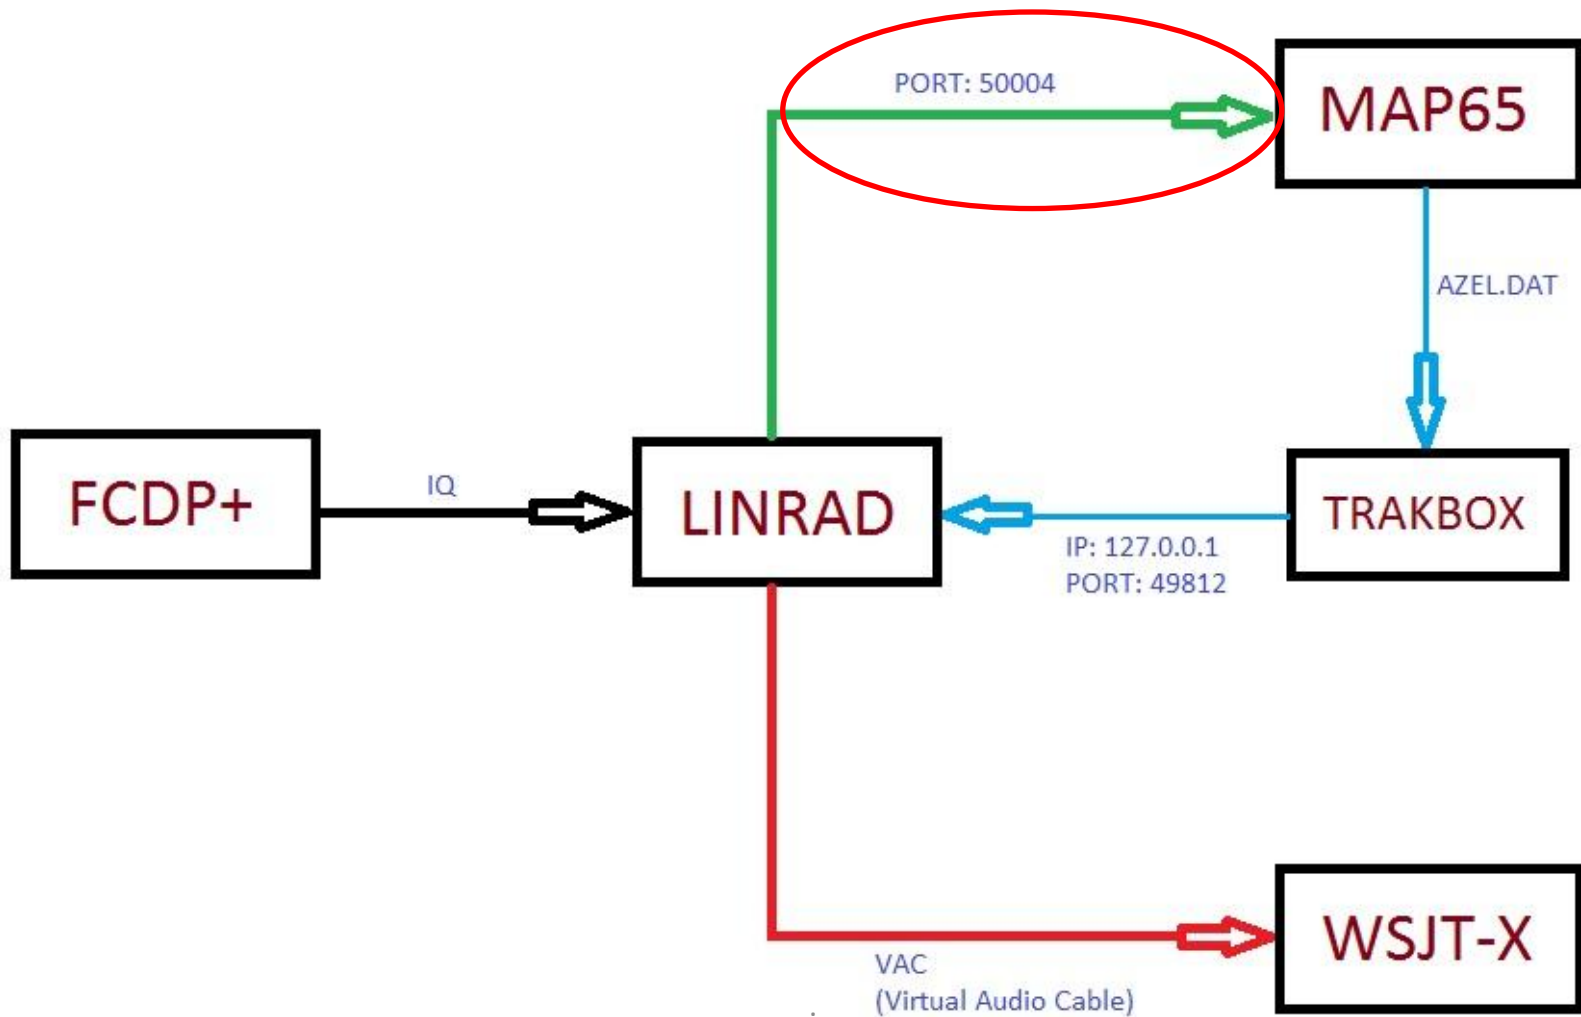 PORT: 50004
MAP65
AZEL.DAT
FCDP+
IQ
LINRAD
TRAKBOX
IP: 127.0.0.1
PORT: 49812
WSJT-X
VAC
(Virtual Audio Cable)